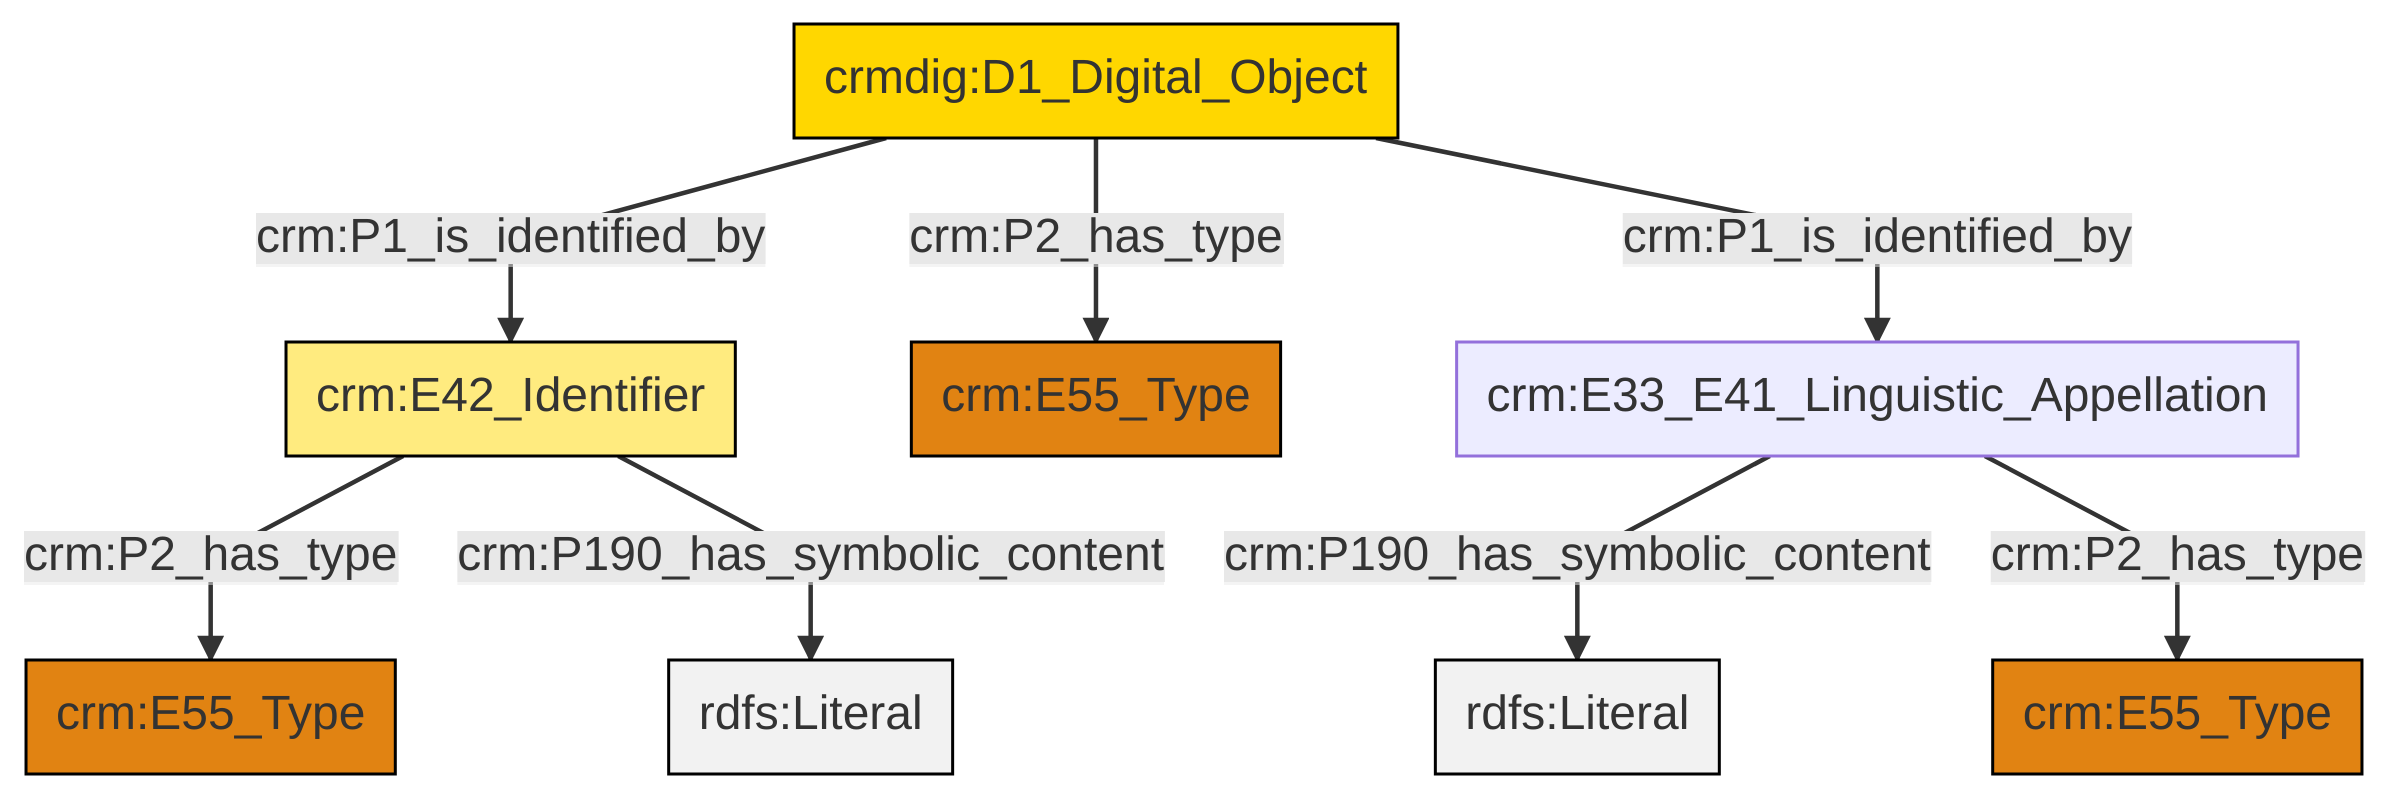 crmdig:D1_Digital_Object
crm:P1_is_identified_by
crm:P2_has_type
crm:P1_is_identified_by
crm:E42_Identifier
crm:E55_Type
crm:E33_E41_Linguistic_Appellation
crm:P2_has_type
crm:P190_has_symbolic_content
crm:P190_has_symbolic_content
crm:P2_has_type
crm:E55_Type
rdfs:Literal
rdfs:Literal
crm:E55_Type